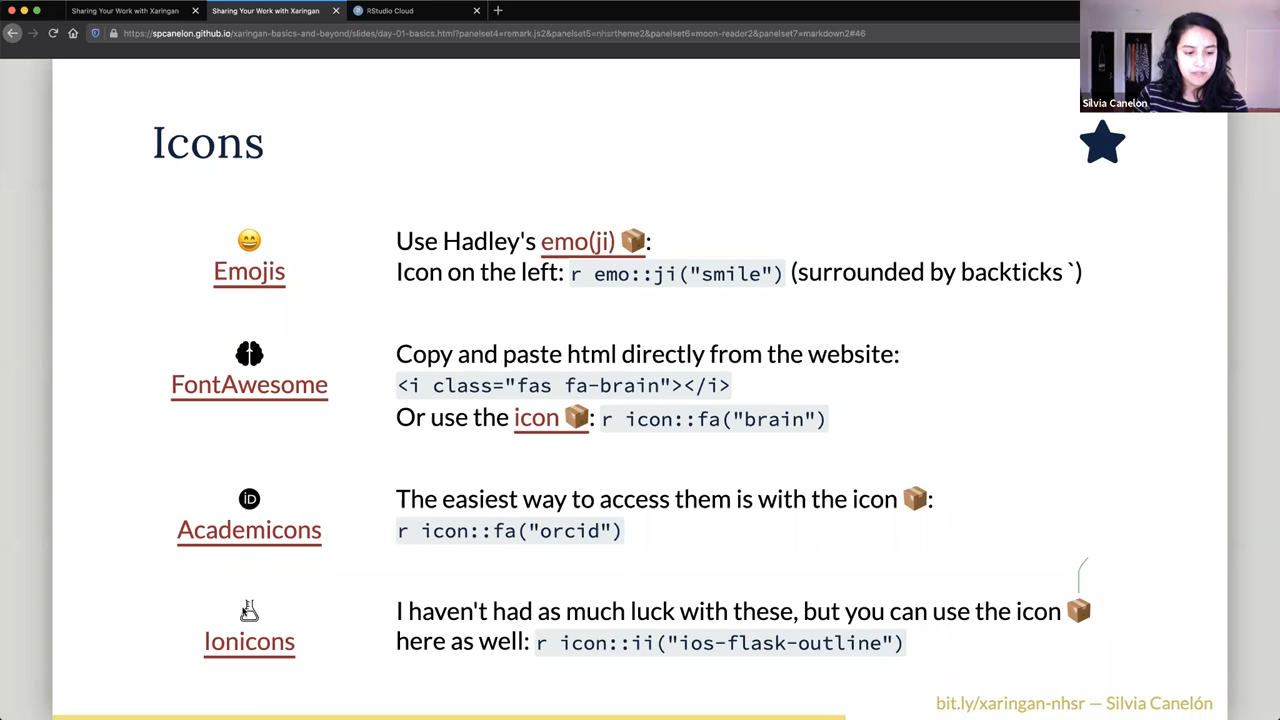 Sharing Your Work with Xaringan
Sharing Your Work with Xaringan
RStudio Cloud
https://spcanelon.github.io/xaringan-basics-and-beyond/slides/day-01-basics.html?panelset4=remark.js2&panelset5=nhsrtheme2&panelset6=moon-reader2&panelset7=markdown2#46
Silvia Canelon
Icons
Emojis
Use Hadley's emo(ji) 📦:
Icon on the left: r emo::ji("smile") (surrounded by backticks `)
FontAwesome
Copy and paste html directly from the website:
<i class="fas fa-brain"></i>
Or use the icon 📦: r icon::fa("brain")
iD
Academicons
The easiest way to access them is with the icon 📦:
r icon::fa("orcid")
Ionicons
I haven't had as much luck with these, but you can use the icon 📦
here as well: r icon::ii("ios-flask-outline")
bit.ly/xaringan-nhsr — Silvia Canelón